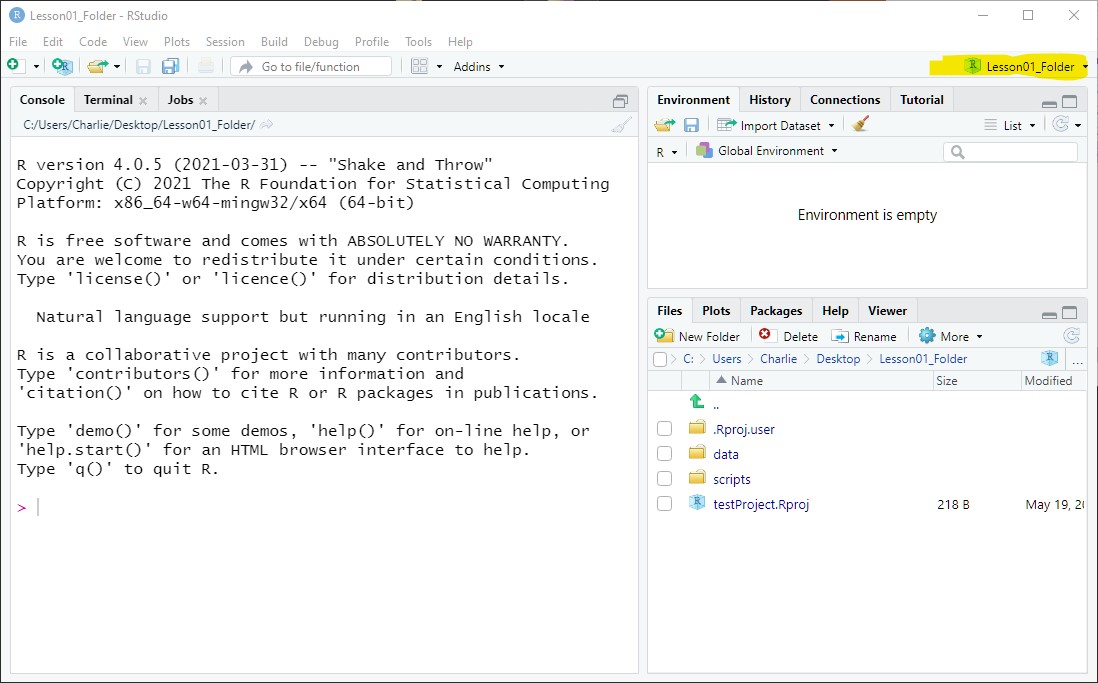 Lesson01_Folder - RStudio
File Edit Code View Plots Session Build Debug Profile Tools Help
Go to file/function Addins Lesson01_Folder
Console Terminal Jobs
C:/Users/Charlie/Desktop/Lesson01_Folder/
R version 4.0.5 (2021-03-31) -- "Shake and Throw"
Copyright (C) 2021 The R Foundation for Statistical Computing
Platform: x86_64-w64-mingw32/x64 (64-bit)
R is free software and comes with ABSOLUTELY NO WARRANTY.
You are welcome to redistribute it under certain conditions.
Type 'license()' or 'licence()' for distribution details.
Natural language support but running in an English locale
R is a collaborative project with many contributors.
Type 'contributors()' for more information and
'citation()' on how to cite R or R packages in publications.
Type 'demo()' for some demos, 'help()' for on-line help, or
'help.start()' for an HTML browser interface to help.
Type 'q()' to quit R.
>
Environment History Connections Tutorial
Import Dataset List
R Global Environment
Environment is empty
Files Plots Packages Help Viewer
New Folder Delete Rename More
C: Users Charlie Desktop Lesson01_Folder ...
Name Size Modified
..
.Rproj.user
data
scripts
testProject.Rproj 218 B May 19, 20